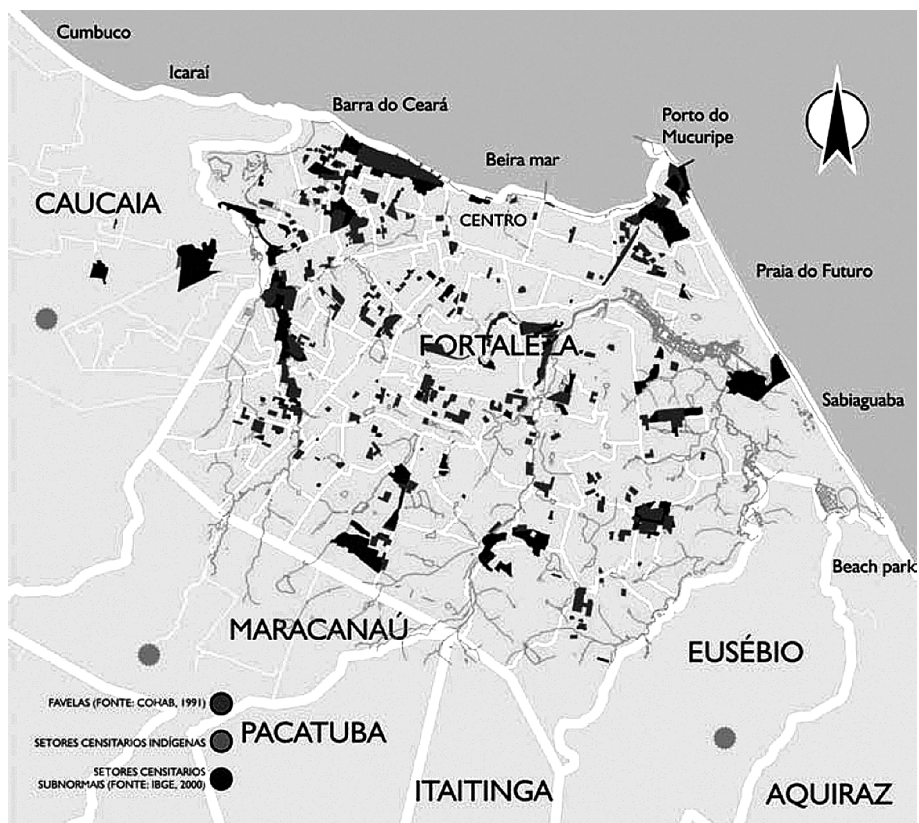 Cumbuco
Icaraí
Barra do Ceará
Porto do
Mucuripe
Beira mar
CAUCAIA
CENTRO
Praia do Futuro
FORTALEZA
Sabiaguaba
Beach park
MARACANAÚ
EUSÉBIO
FAVELAS (FONTE: COHAB, 1991)
PACATUBA
SETORES CENSITARIOS INDÍGENAS
SETORES CENSITARIOS
SUBNORMAIS (FONTE: IBGE, 2000)
ITAITINGA
AQUIRAZ